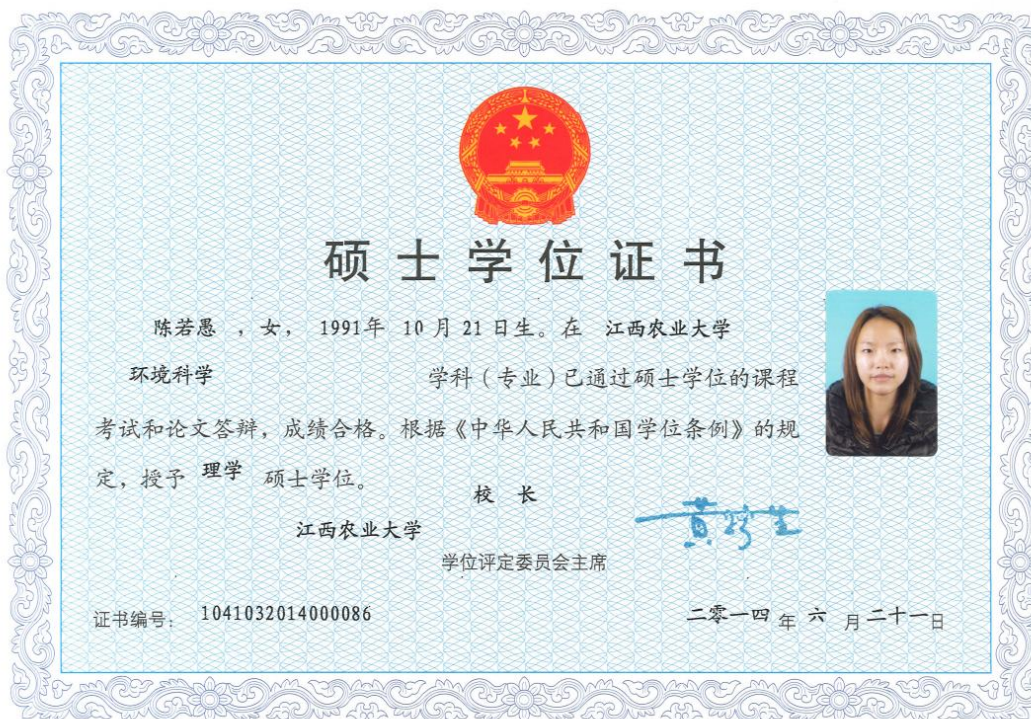 硕士学位证书
陈若愚 ，女， 1991年 10 月 21 日生。在 江西农业大学
环境科学 学科（专业）已通过硕士学位的课程
考试和论文答辩，成绩合格。根据《中华人民共和国学位条例》的规
定，授予 理学 硕士学位。
校 长
江西农业大学
学位评定委员会主席
证书编号： 1041032014000086
二零一四 年 六 月 二十一日